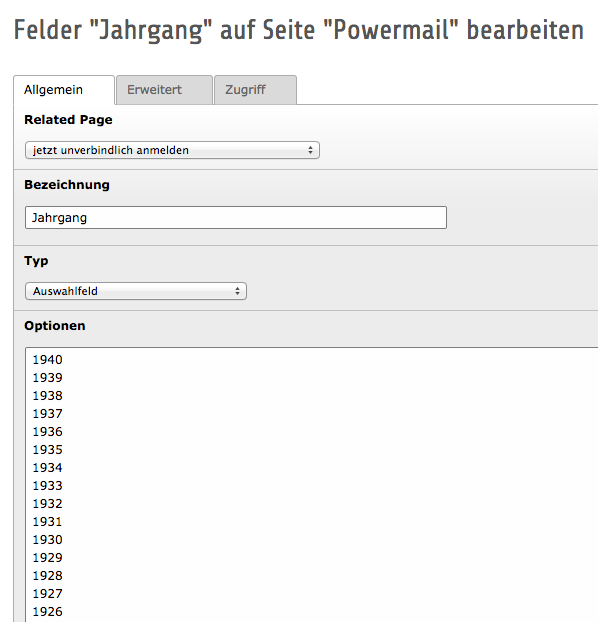 Felder "Jahrgang" auf Seite "Powermail" bearbeiten
Allgemein Erweitert Zugriff
Related Page
jetzt unverbindlich anmelden
Bezeichnung
Jahrgang
Typ
Auswahlfeld
Optionen
1940
1939
1938
1937
1936
1935
1934
1933
1932
1931
1930
1929
1928
1927
1926